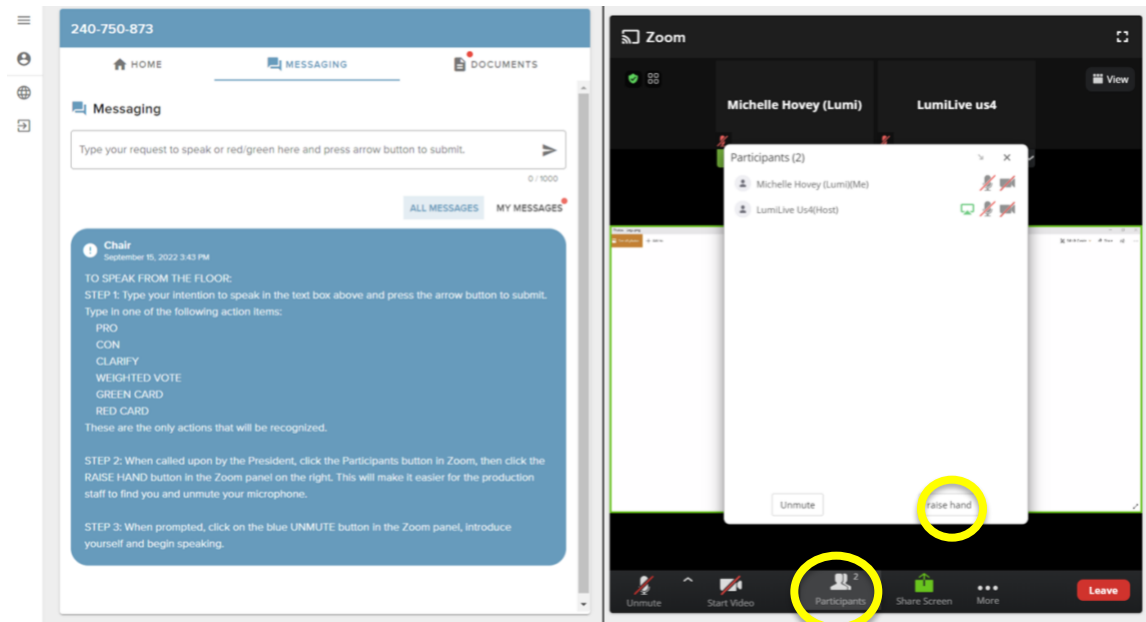 240-750-873
HOME
MESSAGING
DOCUMENTS
Messaging
Type your request to speak or red/green here and press arrow button to submit.
0 / 1000
ALL MESSAGES
MY MESSAGES
Chair
September 15, 2022 3:43 PM
TO SPEAK FROM THE FLOOR:
STEP 1: Type your intention to speak in the text box above and press the arrow button to submit.
Type in one of the following action items:
PRO
CON
CLARIFY
WEIGHTED VOTE
GREEN CARD
RED CARD
These are the only actions that will be recognized.
STEP 2: When called upon by the President, click the Participants button in Zoom, then click the
RAISE HAND button in the Zoom panel on the right. This will make it easier for the production
staff to find you and unmute your microphone.
STEP 3: When prompted, click on the blue UNMUTE button in the Zoom panel, introduce
yourself and begin speaking.
Zoom
View
Michelle Hovey (Lumi)
LumiLive us4
Participants (2)
Michelle Hovey (Lumi)(Me)
LumiLive Us4(Host)
Unmute
raise hand
Unmute
Start Video
2
Participants
Share Screen
More
Leave